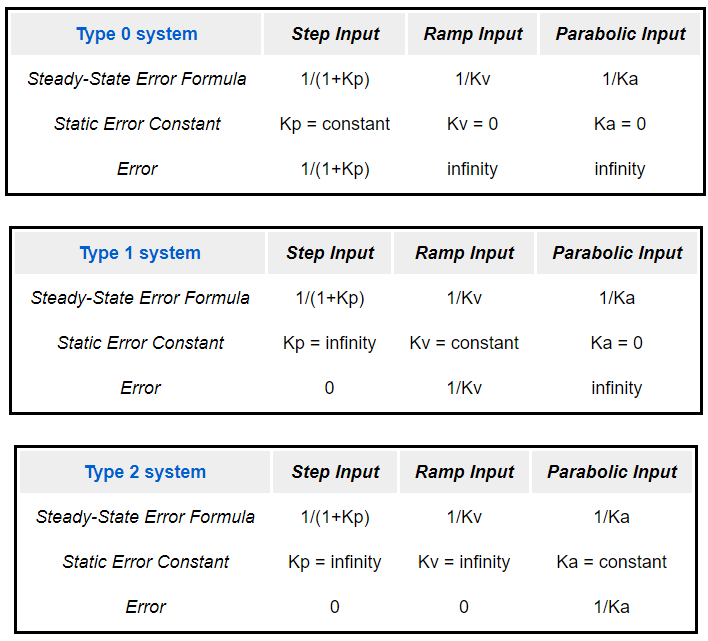 Type 0 system Step Input Ramp Input Parabolic Input
Steady-State Error Formula 1/(1+Kp) 1/Kv 1/Ka
Static Error Constant Kp = constant Kv = 0 Ka = 0
Error 1/(1+Kp) infinity infinity
Type 1 system Step Input Ramp Input Parabolic Input
Steady-State Error Formula 1/(1+Kp) 1/Kv 1/Ka
Static Error Constant Kp = infinity Kv = constant Ka = 0
Error 0 1/Kv infinity
Type 2 system Step Input Ramp Input Parabolic Input
Steady-State Error Formula 1/(1+Kp) 1/Kv 1/Ka
Static Error Constant Kp = infinity Kv = infinity Ka = constant
Error 0 0 1/Ka